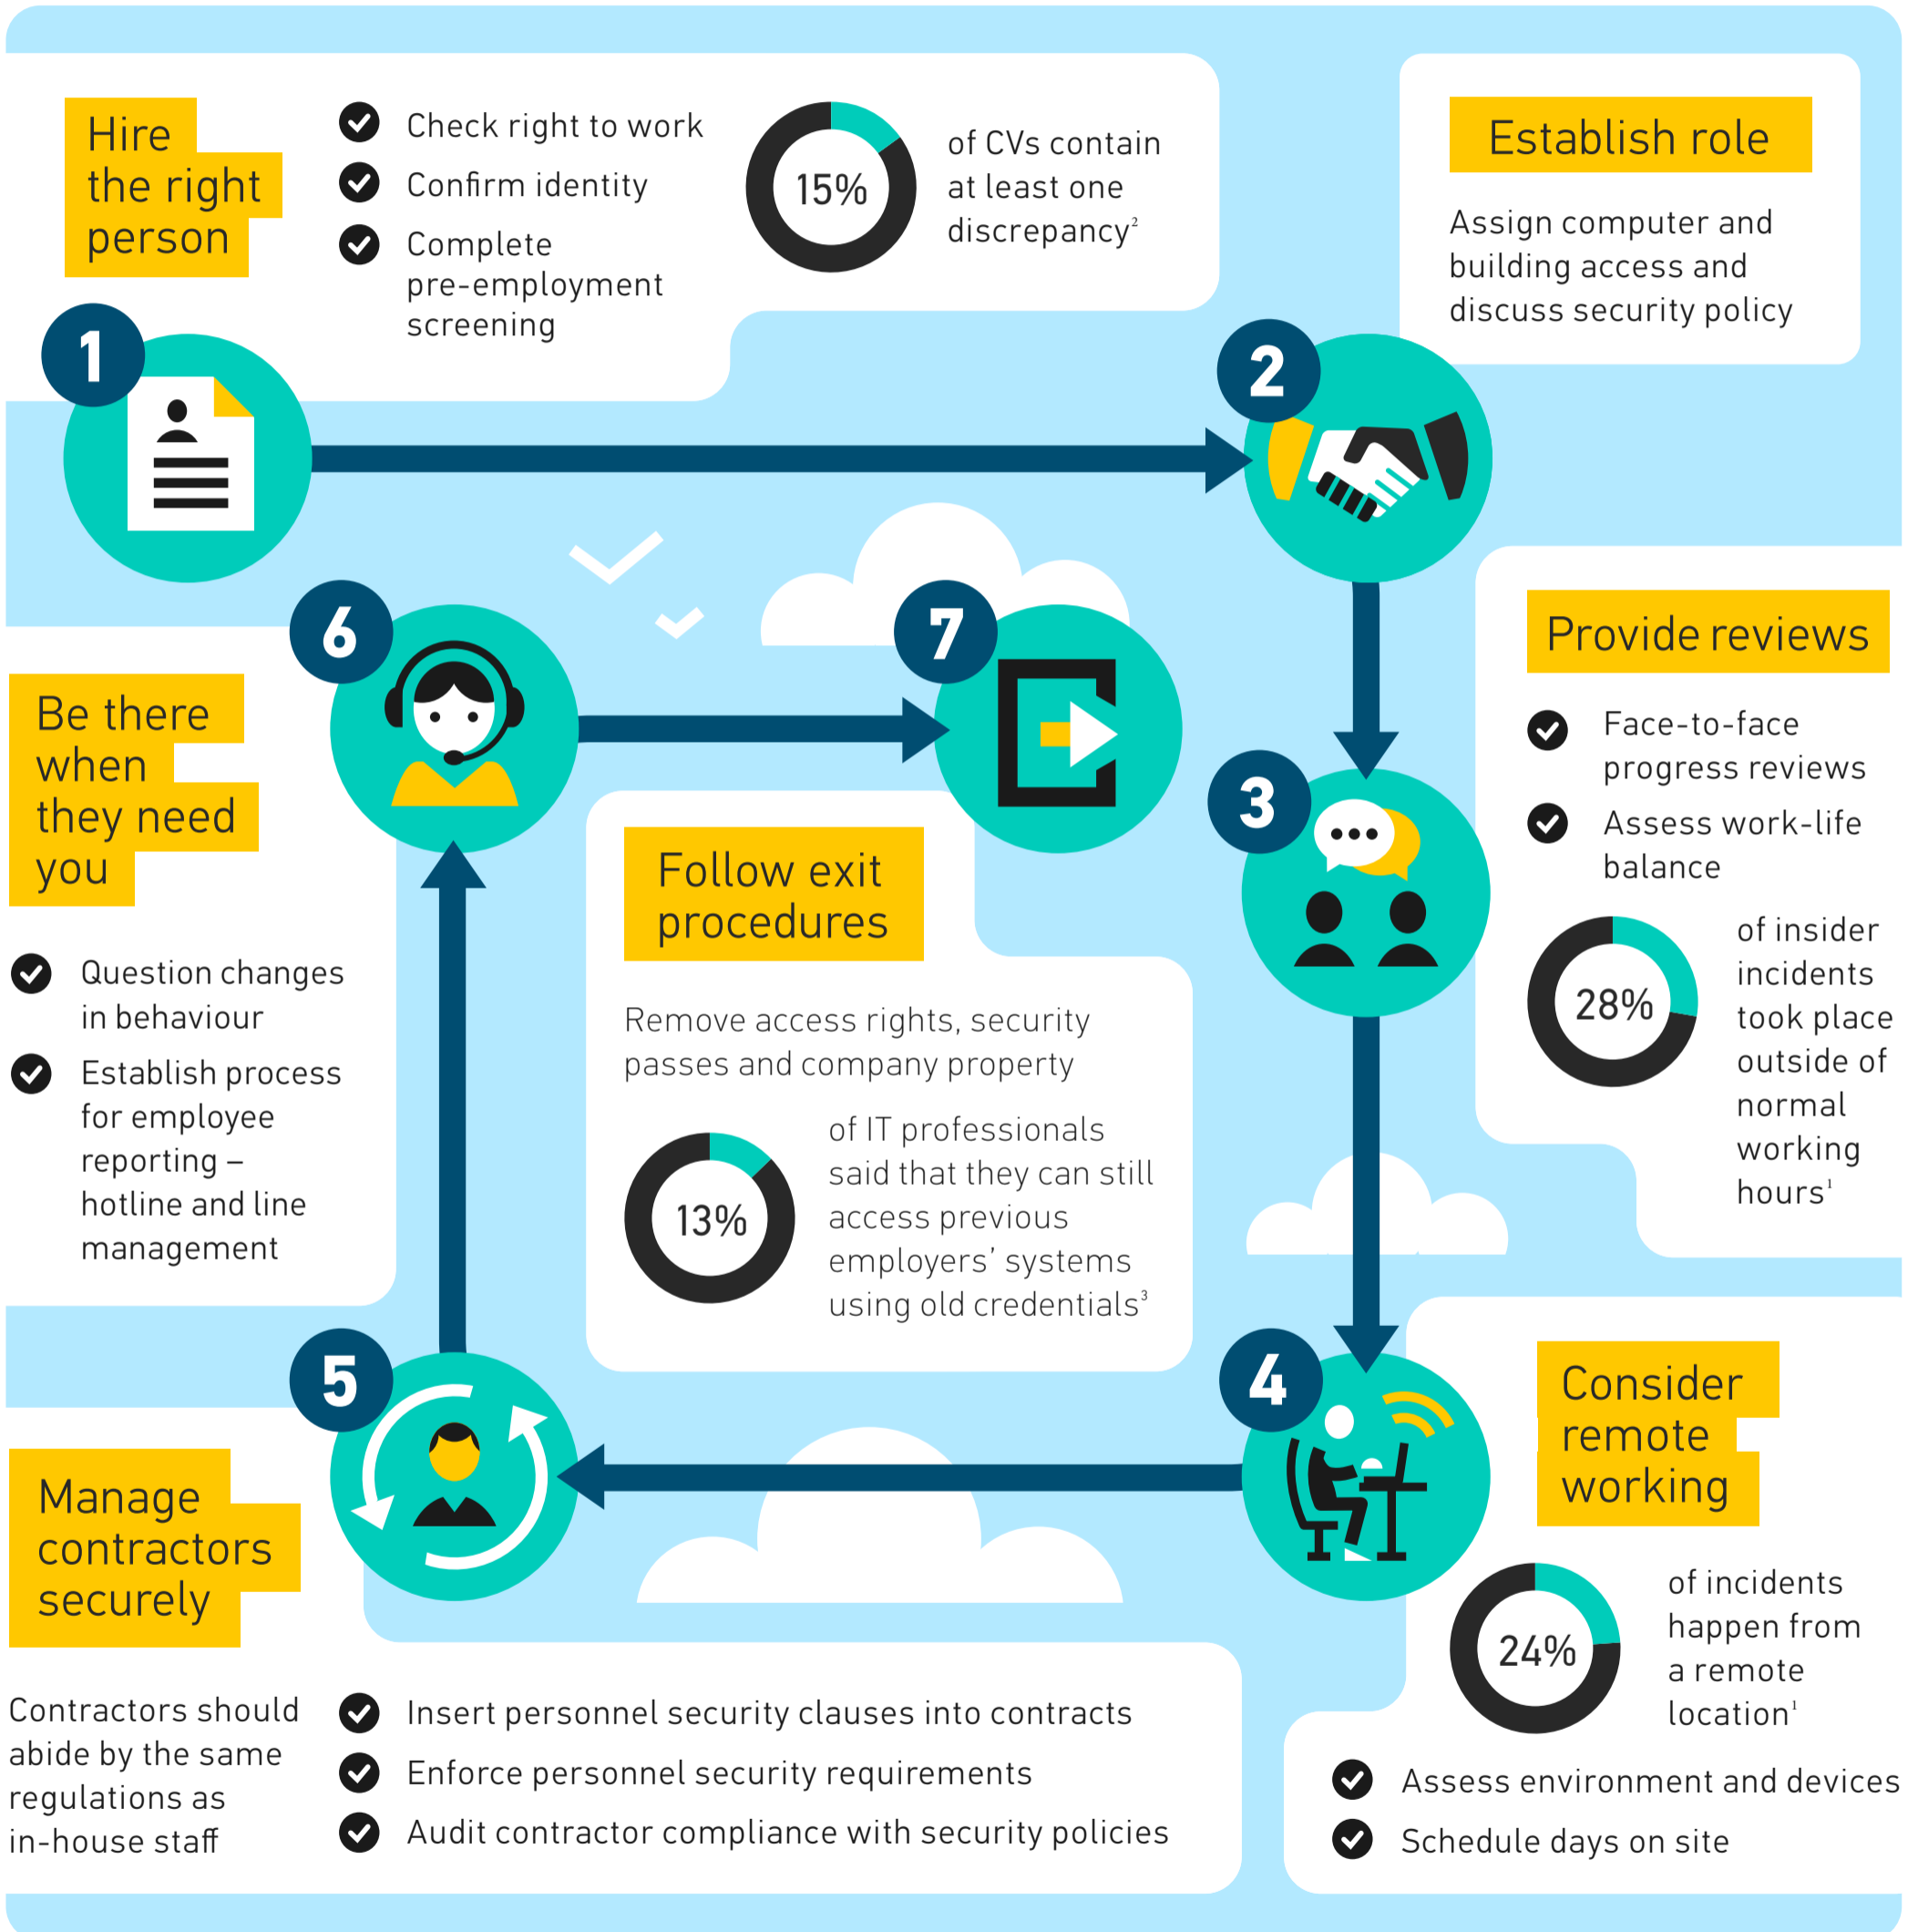 Hire
the right
person
Check right to work
Confirm identity
Complete
pre-employment
screening
15%
of CVs contain
at least one
discrepancy²
1
Establish role
Assign computer and
building access and
discuss security policy
2
Provide reviews
Face-to-face
progress reviews
Assess work-life
balance
28%
of insider
incidents
took place
outside of
normal
working
hours¹
3
Consider
remote
working
24%
of incidents
happen from
a remote
location¹
Assess environment and devices
Schedule days on site
4
5
Manage
contractors
securely
Contractors should
abide by the same
regulations as
in-house staff
Insert personnel security clauses into contracts
Enforce personnel security requirements
Audit contractor compliance with security policies
6
Be there
when
they need
you
Question changes
in behaviour
Establish process
for employee
reporting –
hotline and line
management
7
Follow exit
procedures
Remove access rights, security
passes and company property
13%
of IT professionals
said that they can still
access previous
employers’ systems
using old credentials³